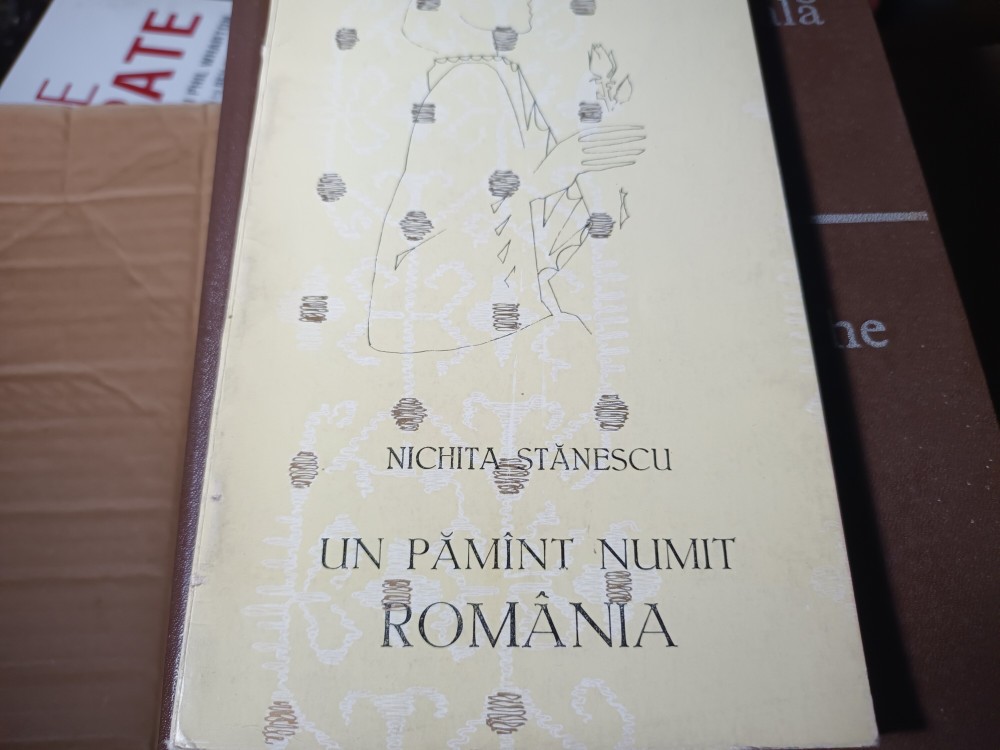 NICHITA STĂNESCU
UN PĂMÎNT NUMIT
ROMÂNIA